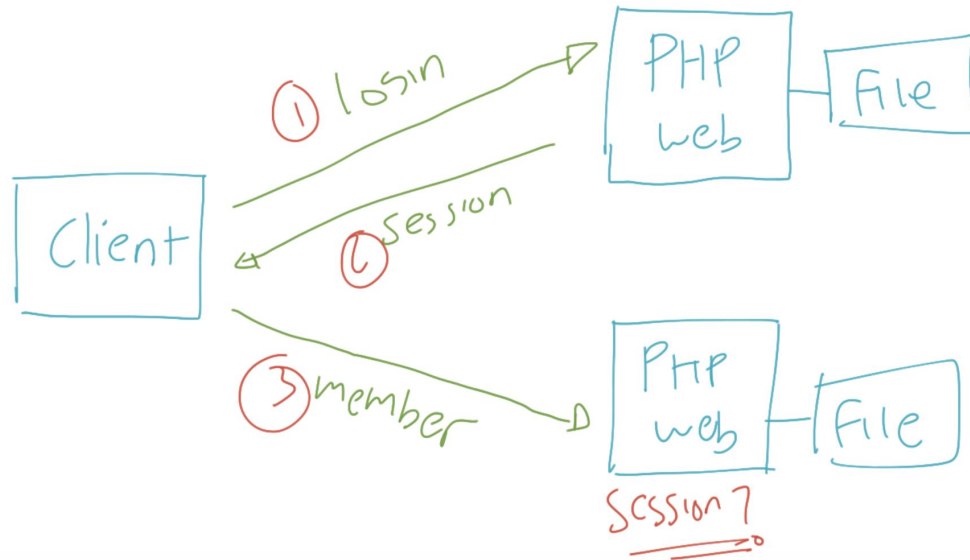 ① login
PHP
web
File
Client
② session
③ member
PHP
web
File
Session?